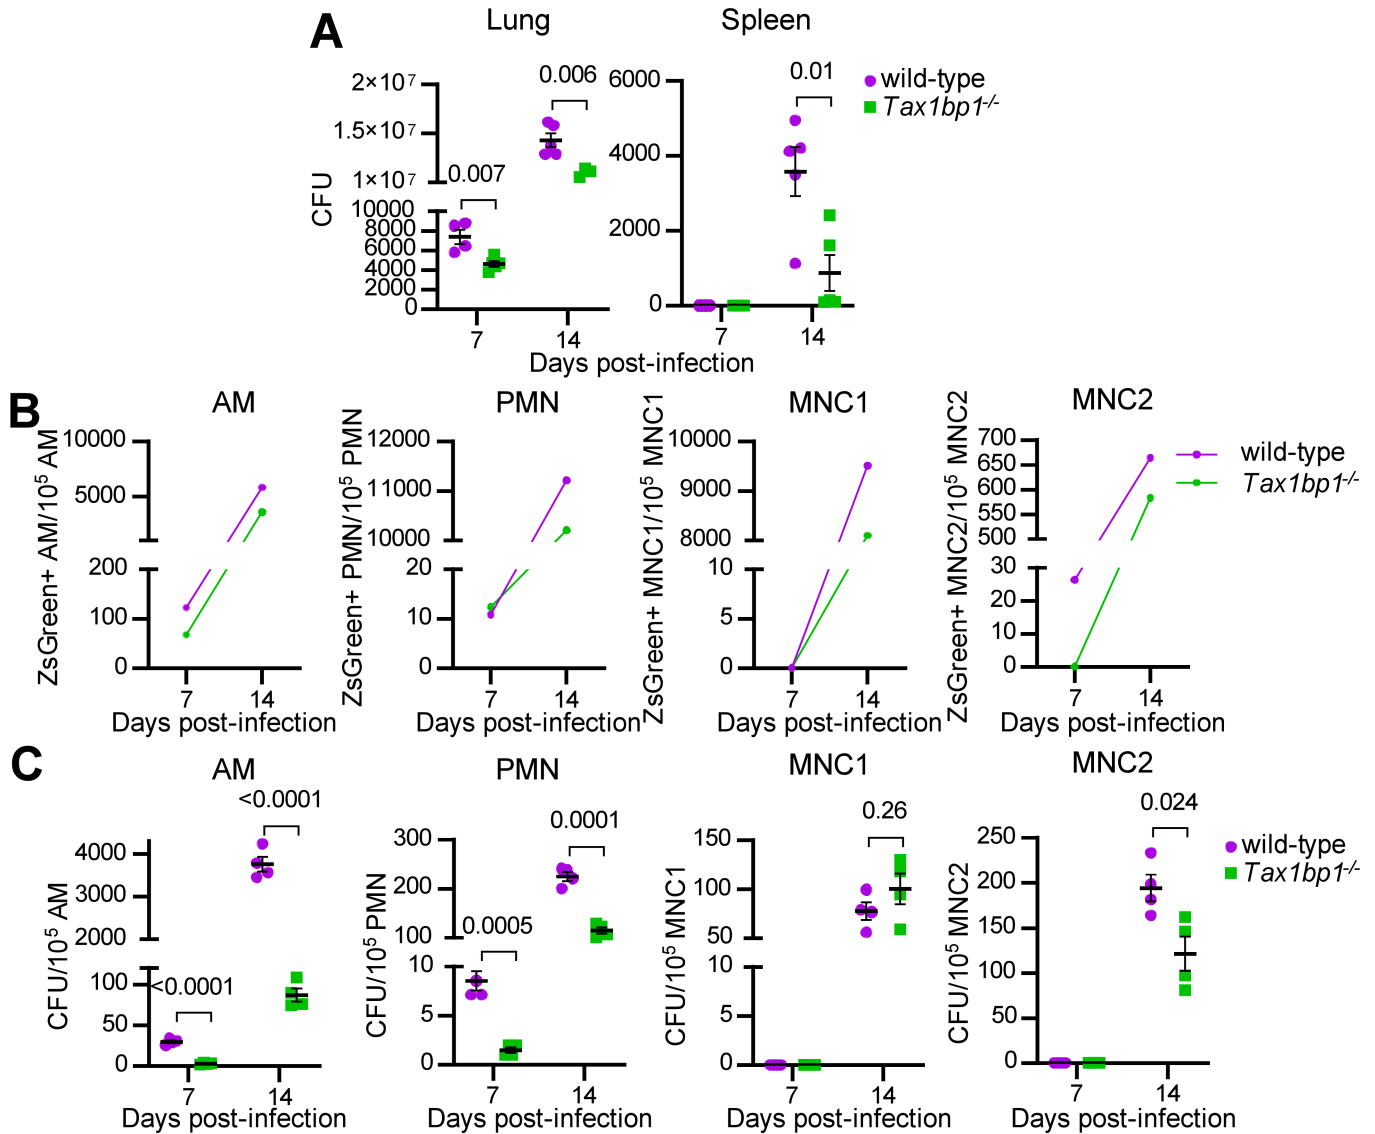 A
Lung
Spleen
CFU
2×10⁷
1.5×10⁷
1×10⁷
10000
8000
6000
4000
2000
0
0.007
0.006
7
14
6000
4000
2000
0
0.01
7
14
wild-type
Tax1bp1-/-
Days post-infection
B
AM
PMN
MNC1
MNC2
ZsGreen+ AM/10⁵ AM
10000
5000
200
100
0
7
14
Days post-infection
ZsGreen+ PMN/10⁵ PMN
12000
11000
10000
20
10
0
7
14
Days post-infection
ZsGreen+ MNC1/10⁵ MNC1
10000
9000
8000
10
5
0
7
14
Days post-infection
ZsGreen+ MNC2/10⁵ MNC2
700
650
600
550
500
30
20
10
0
7
14
Days post-infection
wild-type
Tax1bp1-/-
C
AM
PMN
MNC1
MNC2
CFU/10⁵ AM
4000
3000
2000
100
50
0
<0.0001
<0.0001
7
14
Days post-infection
CFU/10⁵ PMN
300
200
100
10
5
0
0.0005
0.0001
7
14
Days post-infection
CFU/10⁵ MNC1
150
100
50
10
5
0
0.26
7
14
Days post-infection
CFU/10⁵ MNC2
250
200
150
100
50
0
0.024
7
14
Days post-infection
wild-type
Tax1bp1-/-